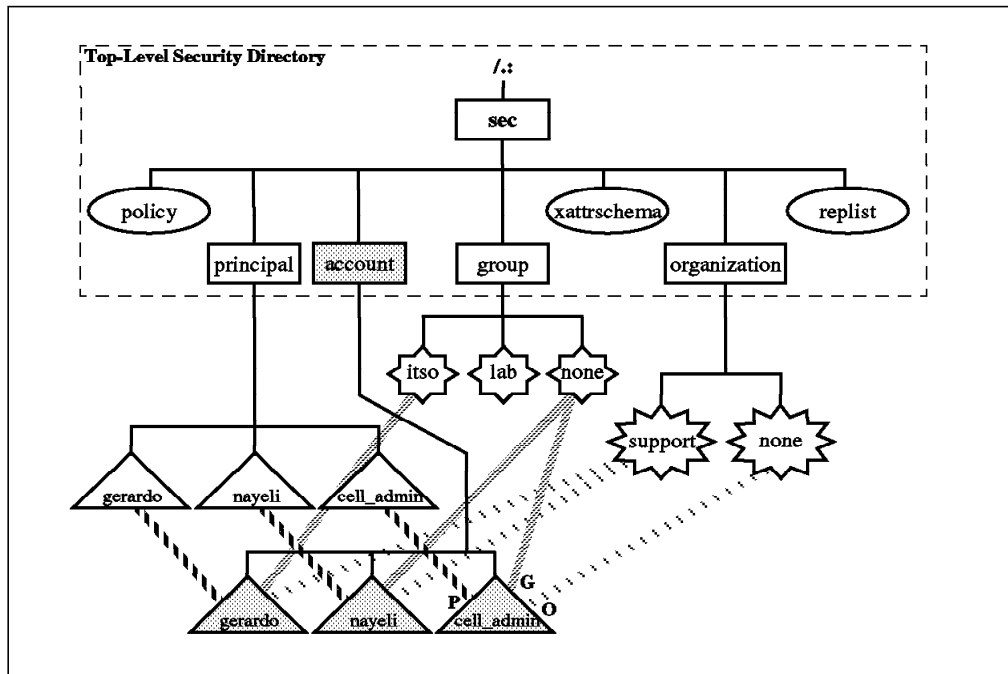 Top-Level Security Directory
/.:
sec
policy
xattrschema
replist
principal
account
group
organization
itso
lab
none
support
none
gerardo
nayeli
cell_admin
G
P
O
gerardo
nayeli
cell_admin